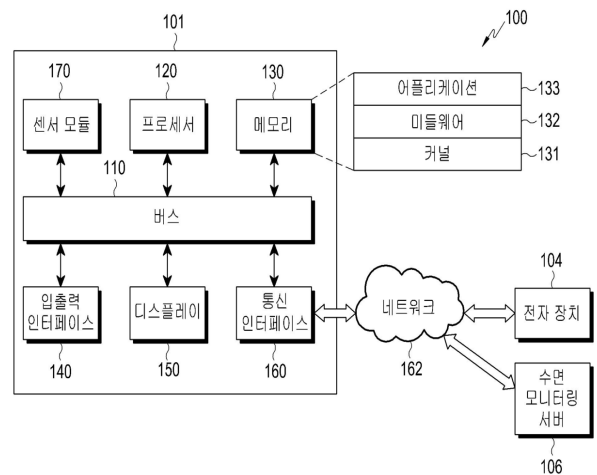 100
101
170
120
130
센서 모듈
프로세서
메모리
어플리케이션
133
미들웨어
132
커널
131
110
버스
입출력
인터페이스
디스플레이
통신
인터페이스
140
150
160
네트워크
162
104
전자 장치
수면
모니터링
서버
106